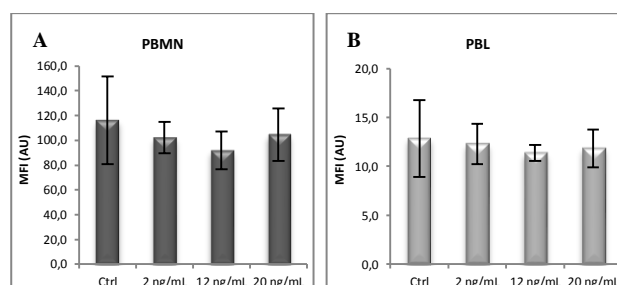 A
PBMN
MFI (AU)
160,0
140,0
120,0
100,0
80,0
60,0
40,0
20,0
0,0
Ctrl 2 ng/mL 12 ng/mL 20 ng/mL
B
PBL
MFI (AU)
20,0
15,0
10,0
5,0
0,0
Ctrl 2 ng/mL 12 ng/mL 20 ng/mL